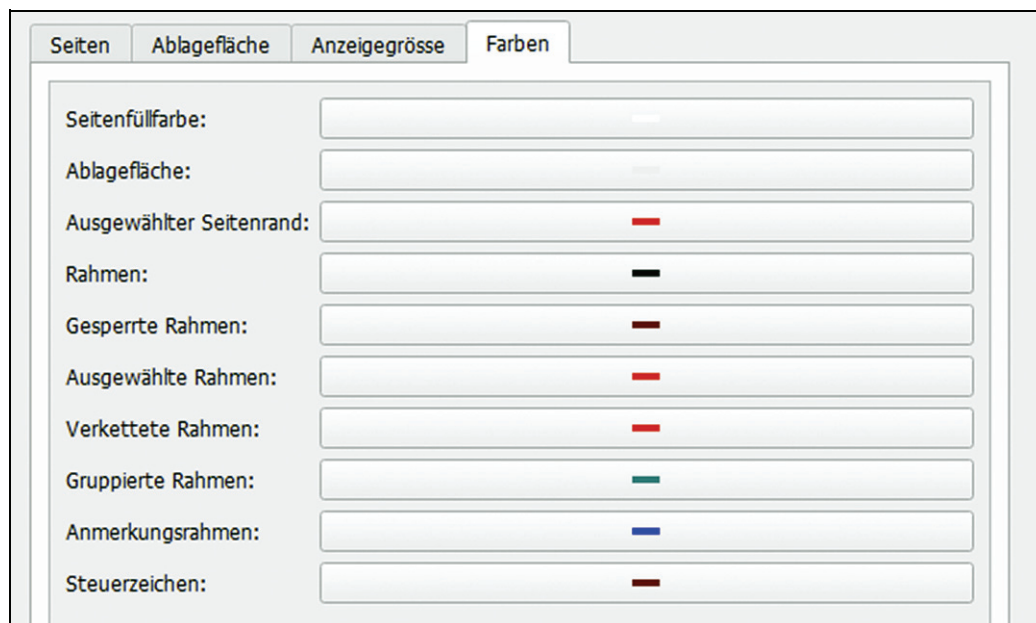 Seiten Ablagefläche Anzeigegrösse Farben
Seitenfüllfarbe:
Ablagefläche:
Ausgewählter Seitenrand:
Rahmen:
Gesperrte Rahmen:
Ausgewählte Rahmen:
Verkettete Rahmen:
Gruppierte Rahmen:
Anmerkungsrahmen:
Steuerzeichen: